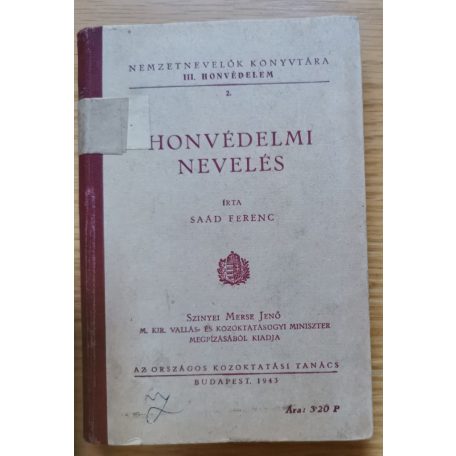 NEMZETNEVELŐK KÖNYVTÁRA
III. HONVÉDELEM
2.
HONVÉDELMI
NEVELÉS
ÍRTA
SAÁD FERENC
SZINYEI MERSE JENŐ
M. KIR. VALLÁS- ÉS KÖZOKTATÁSÜGYI MINISZTER
MEGBÍZÁSÁBÓL KIADJA
AZ ORSZÁGOS KÖZOKTATÁSI TANÁCS
BUDAPEST, 1943
Ára: 3'20 P